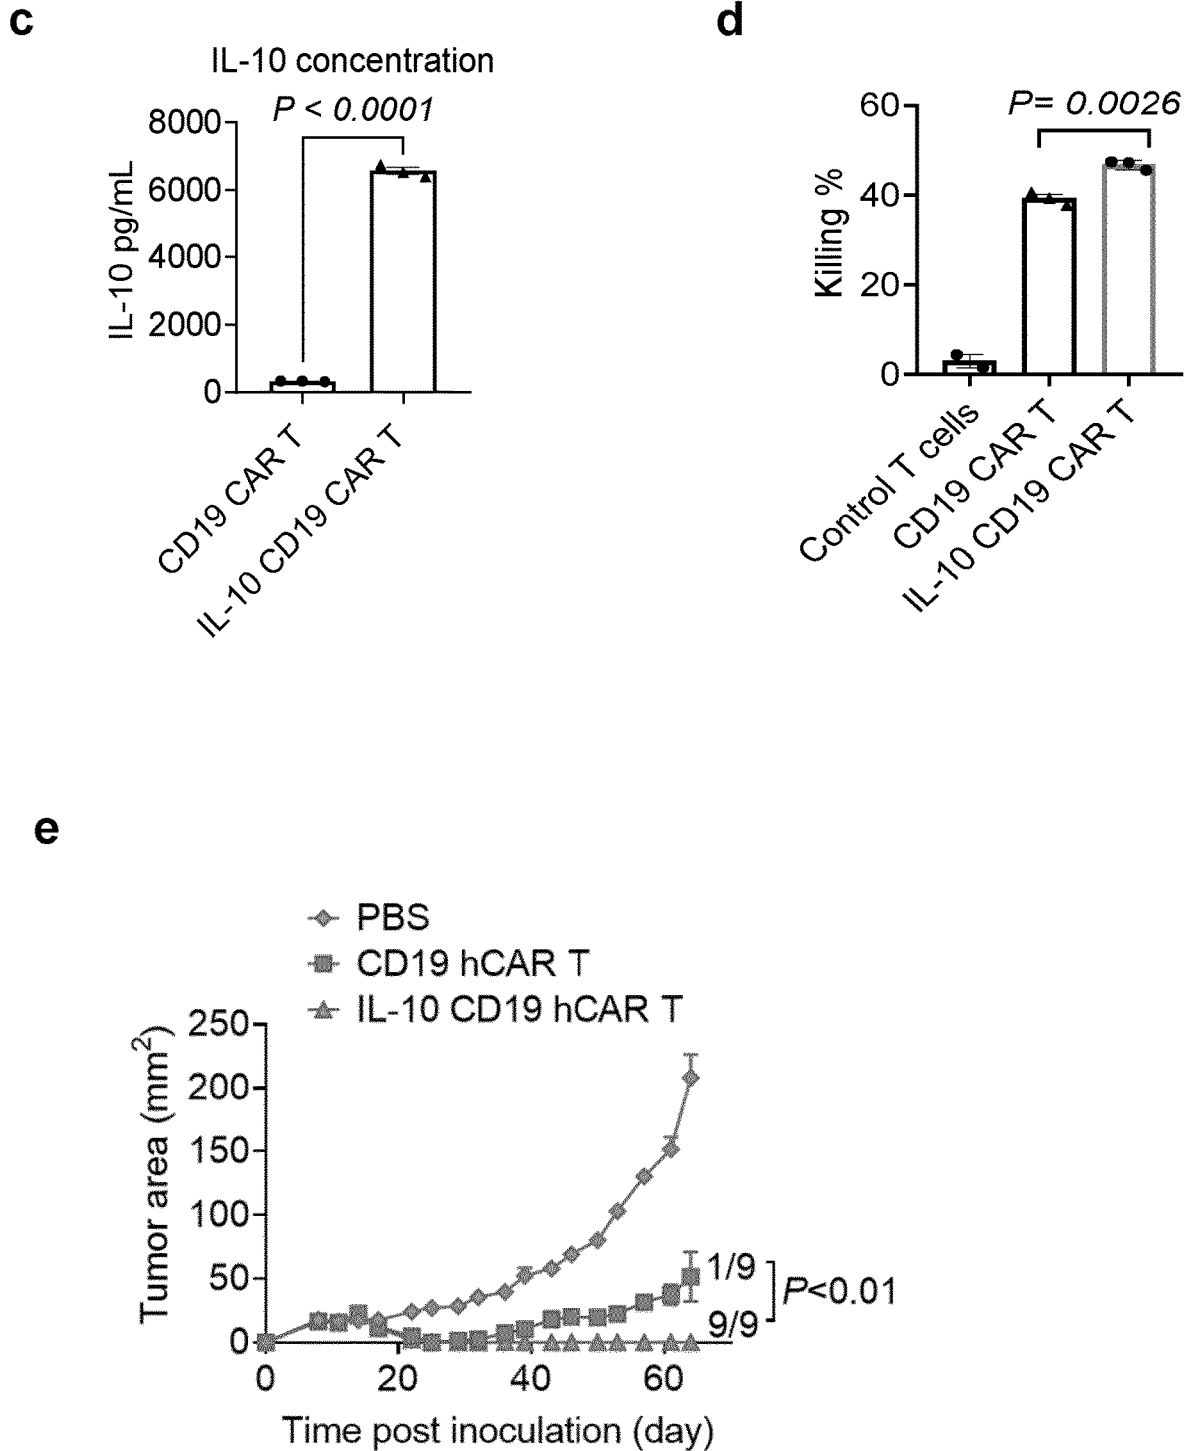 c
IL-10 concentration
P < 0.0001
IL-10 pg/mL
8000
6000
4000
2000
0
CD19 CAR T
IL-10 CD19 CAR T
d
P= 0.0026
Killing %
60
40
20
0
Control T cells
CD19 CAR T
IL-10 CD19 CAR T
e
PBS
CD19 hCAR T
IL-10 CD19 hCAR T
Tumor area (mm²)
250
200
150
100
50
0
1/9
P<0.01
9/9
0 20 40 60
Time post inoculation (day)